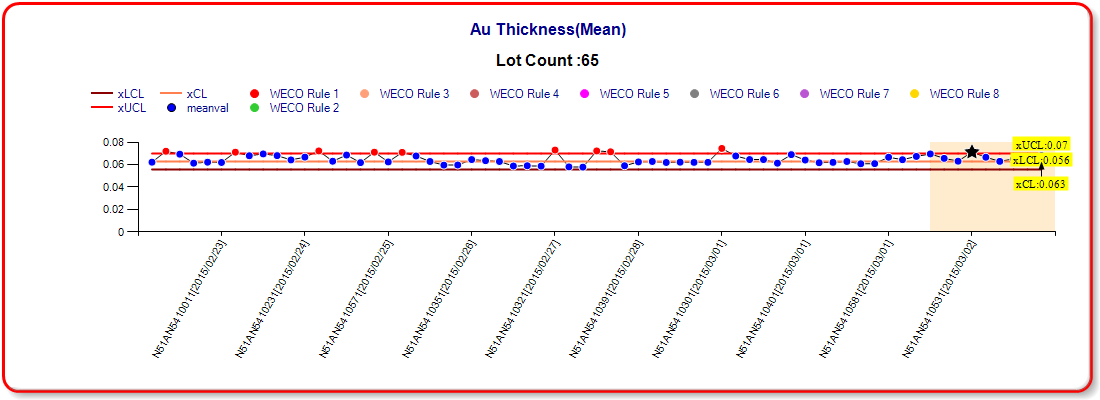 Au Thickness(Mean)
Lot Count :65
xLCL xCL WECO Rule 1 WECO Rule 3 WECO Rule 4 WECO Rule 5 WECO Rule 6 WECO Rule 7 WECO Rule 8
xUCL meanval WECO Rule 2
0.08
0.06
0.04
0.02
0
xUCL:0.07
xLCL:0.056
xCL:0.063
N51AN5410011[2015/02/23]
N51AN5410231[2015/02/24]
N51AN5410571[2015/02/25]
N51AN5410351[2015/02/26]
N51AN5410321[2015/02/27]
N51AN5410391[2015/02/28]
N51AN5410301[2015/03/01]
N51AN5410401[2015/03/01]
N51AN5410581[2015/03/01]
N51AN5410531[2015/03/02]